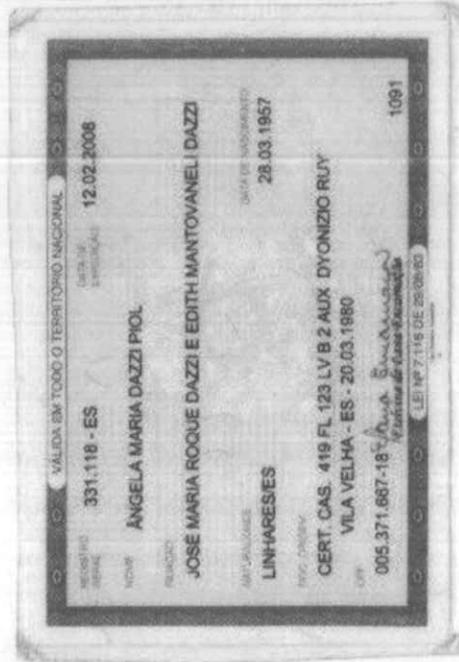 VÁLIDA EM TODO O TERRITÓRIO NACIONAL
REGISTRO GERAL 331.118 - ES DATA DE EXPEDIÇÃO 12.02.2008
NOME ÂNGELA MARIA DAZZI PIOL
FILIAÇÃO
JOSÉ MARIA ROQUE DAZZI E EDITH MANTOVANELI DAZZI
NATURALIDADE DATA DE NASCIMENTO
LINHARES/ES 28.03.1957
DOC. ORIGEM
CERT. CAS. 419 FL 123 LV B 2 AUX DYONIZIO RUY
VILA VELHA - ES - 20.03.1980
CPF
005.371.667-18
1091
LEI Nº 7.116 DE 29/08/83